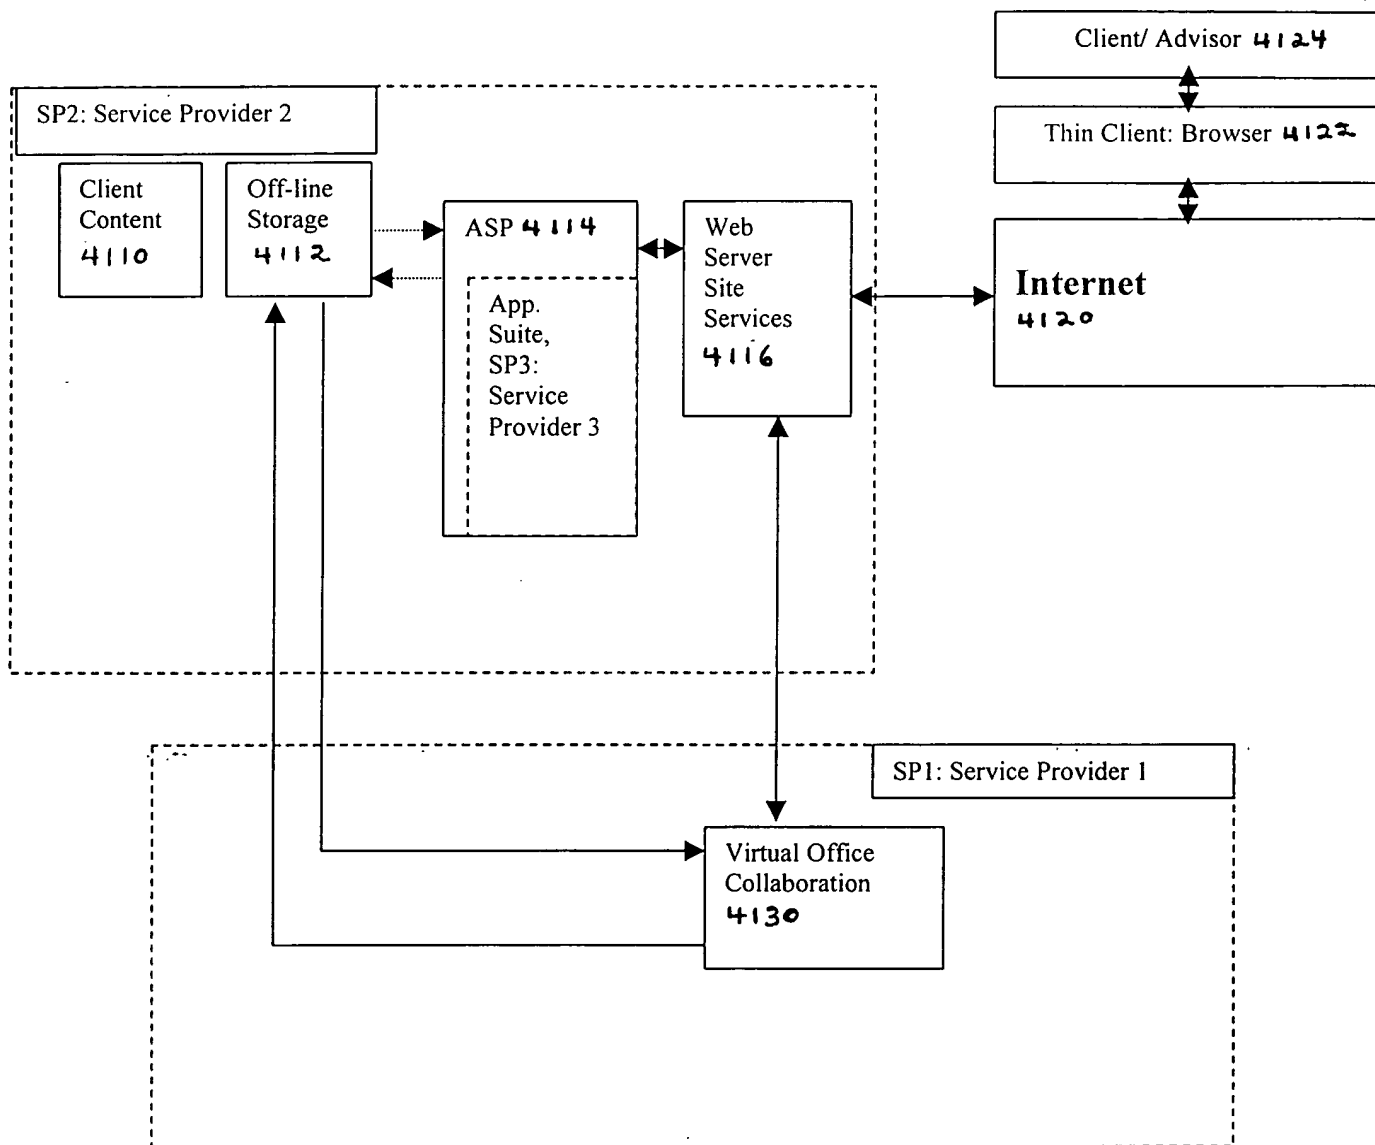 Client/ Advisor 4124
Thin Client: Browser 4122
Internet
4120
SP2: Service Provider 2
Client
Content
4110
Off-line
Storage
4112
ASP 4114
App.
Suite,
SP3:
Service
Provider 3
Web
Server
Site
Services
4116
SP1: Service Provider 1
Virtual Office
Collaboration
4130